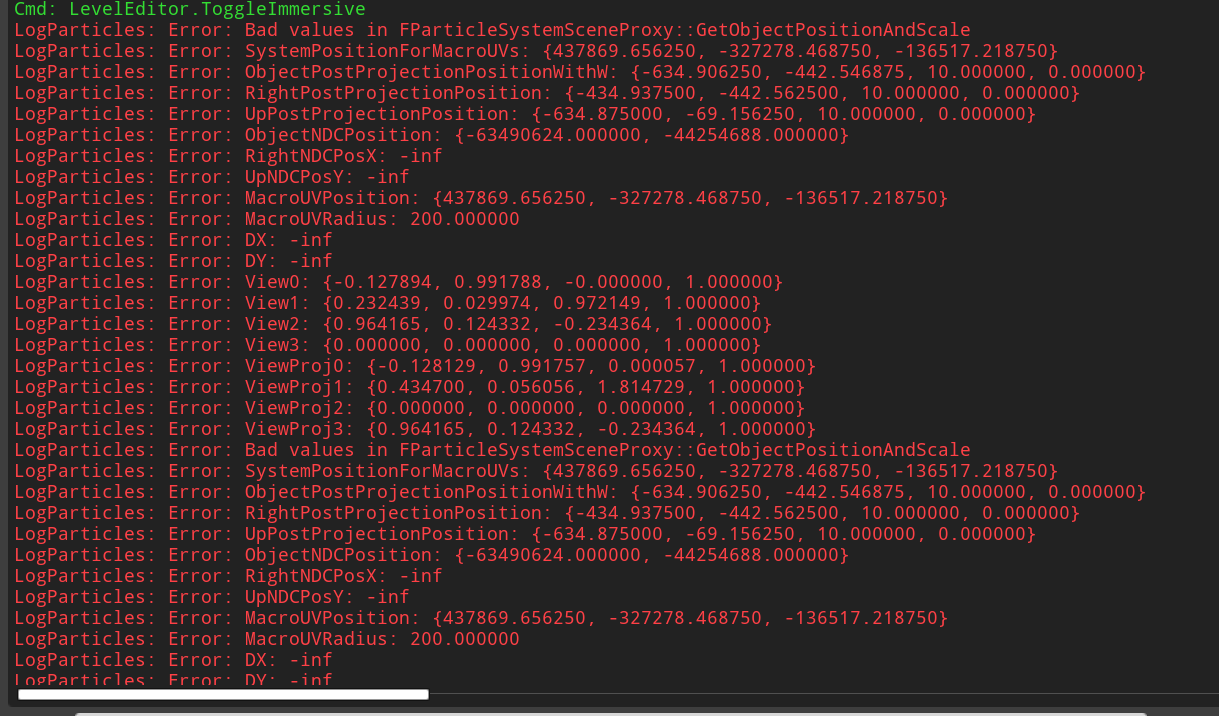 Cmd: LevelEditor.ToggleImmersive
LogParticles: Error: Bad values in FParticleSystemSceneProxy::GetObjectPositionAndScale
LogParticles: Error: SystemPositionForMacroUVs: {437869.656250, -327278.468750, -136517.218750}
LogParticles: Error: ObjectPostProjectionPositionWithW: {-634.906250, -442.546875, 10.000000, 0.000000}
LogParticles: Error: RightPostProjectionPosition: {-434.937500, -442.562500, 10.000000, 0.000000}
LogParticles: Error: UpPostProjectionPosition: {-634.875000, -69.156250, 10.000000, 0.000000}
LogParticles: Error: ObjectNDCPosition: {-63490624.000000, -44254688.000000}
LogParticles: Error: RightNDCPosX: -inf
LogParticles: Error: UpNDCPosY: -inf
LogParticles: Error: MacroUVPosition: {437869.656250, -327278.468750, -136517.218750}
LogParticles: Error: MacroUVRadius: 200.000000
LogParticles: Error: DX: -inf
LogParticles: Error: DY: -inf
LogParticles: Error: View0: {-0.127894, 0.991788, -0.000000, 1.000000}
LogParticles: Error: View1: {0.232439, 0.029974, 0.972149, 1.000000}
LogParticles: Error: View2: {0.964165, 0.124332, -0.234364, 1.000000}
LogParticles: Error: View3: {0.000000, 0.000000, 0.000000, 1.000000}
LogParticles: Error: ViewProj0: {-0.128129, 0.991757, 0.000057, 1.000000}
LogParticles: Error: ViewProj1: {0.434700, 0.056056, 1.814729, 1.000000}
LogParticles: Error: ViewProj2: {0.000000, 0.000000, 0.000000, 1.000000}
LogParticles: Error: ViewProj3: {0.964165, 0.124332, -0.234364, 1.000000}
LogParticles: Error: Bad values in FParticleSystemSceneProxy::GetObjectPositionAndScale
LogParticles: Error: SystemPositionForMacroUVs: {437869.656250, -327278.468750, -136517.218750}
LogParticles: Error: ObjectPostProjectionPositionWithW: {-634.906250, -442.546875, 10.000000, 0.000000}
LogParticles: Error: RightPostProjectionPosition: {-434.937500, -442.562500, 10.000000, 0.000000}
LogParticles: Error: UpPostProjectionPosition: {-634.875000, -69.156250, 10.000000, 0.000000}
LogParticles: Error: ObjectNDCPosition: {-63490624.000000, -44254688.000000}
LogParticles: Error: RightNDCPosX: -inf
LogParticles: Error: UpNDCPosY: -inf
LogParticles: Error: MacroUVPosition: {437869.656250, -327278.468750, -136517.218750}
LogParticles: Error: MacroUVRadius: 200.000000
LogParticles: Error: DX: -inf
LogParticles: Error: DY: -inf